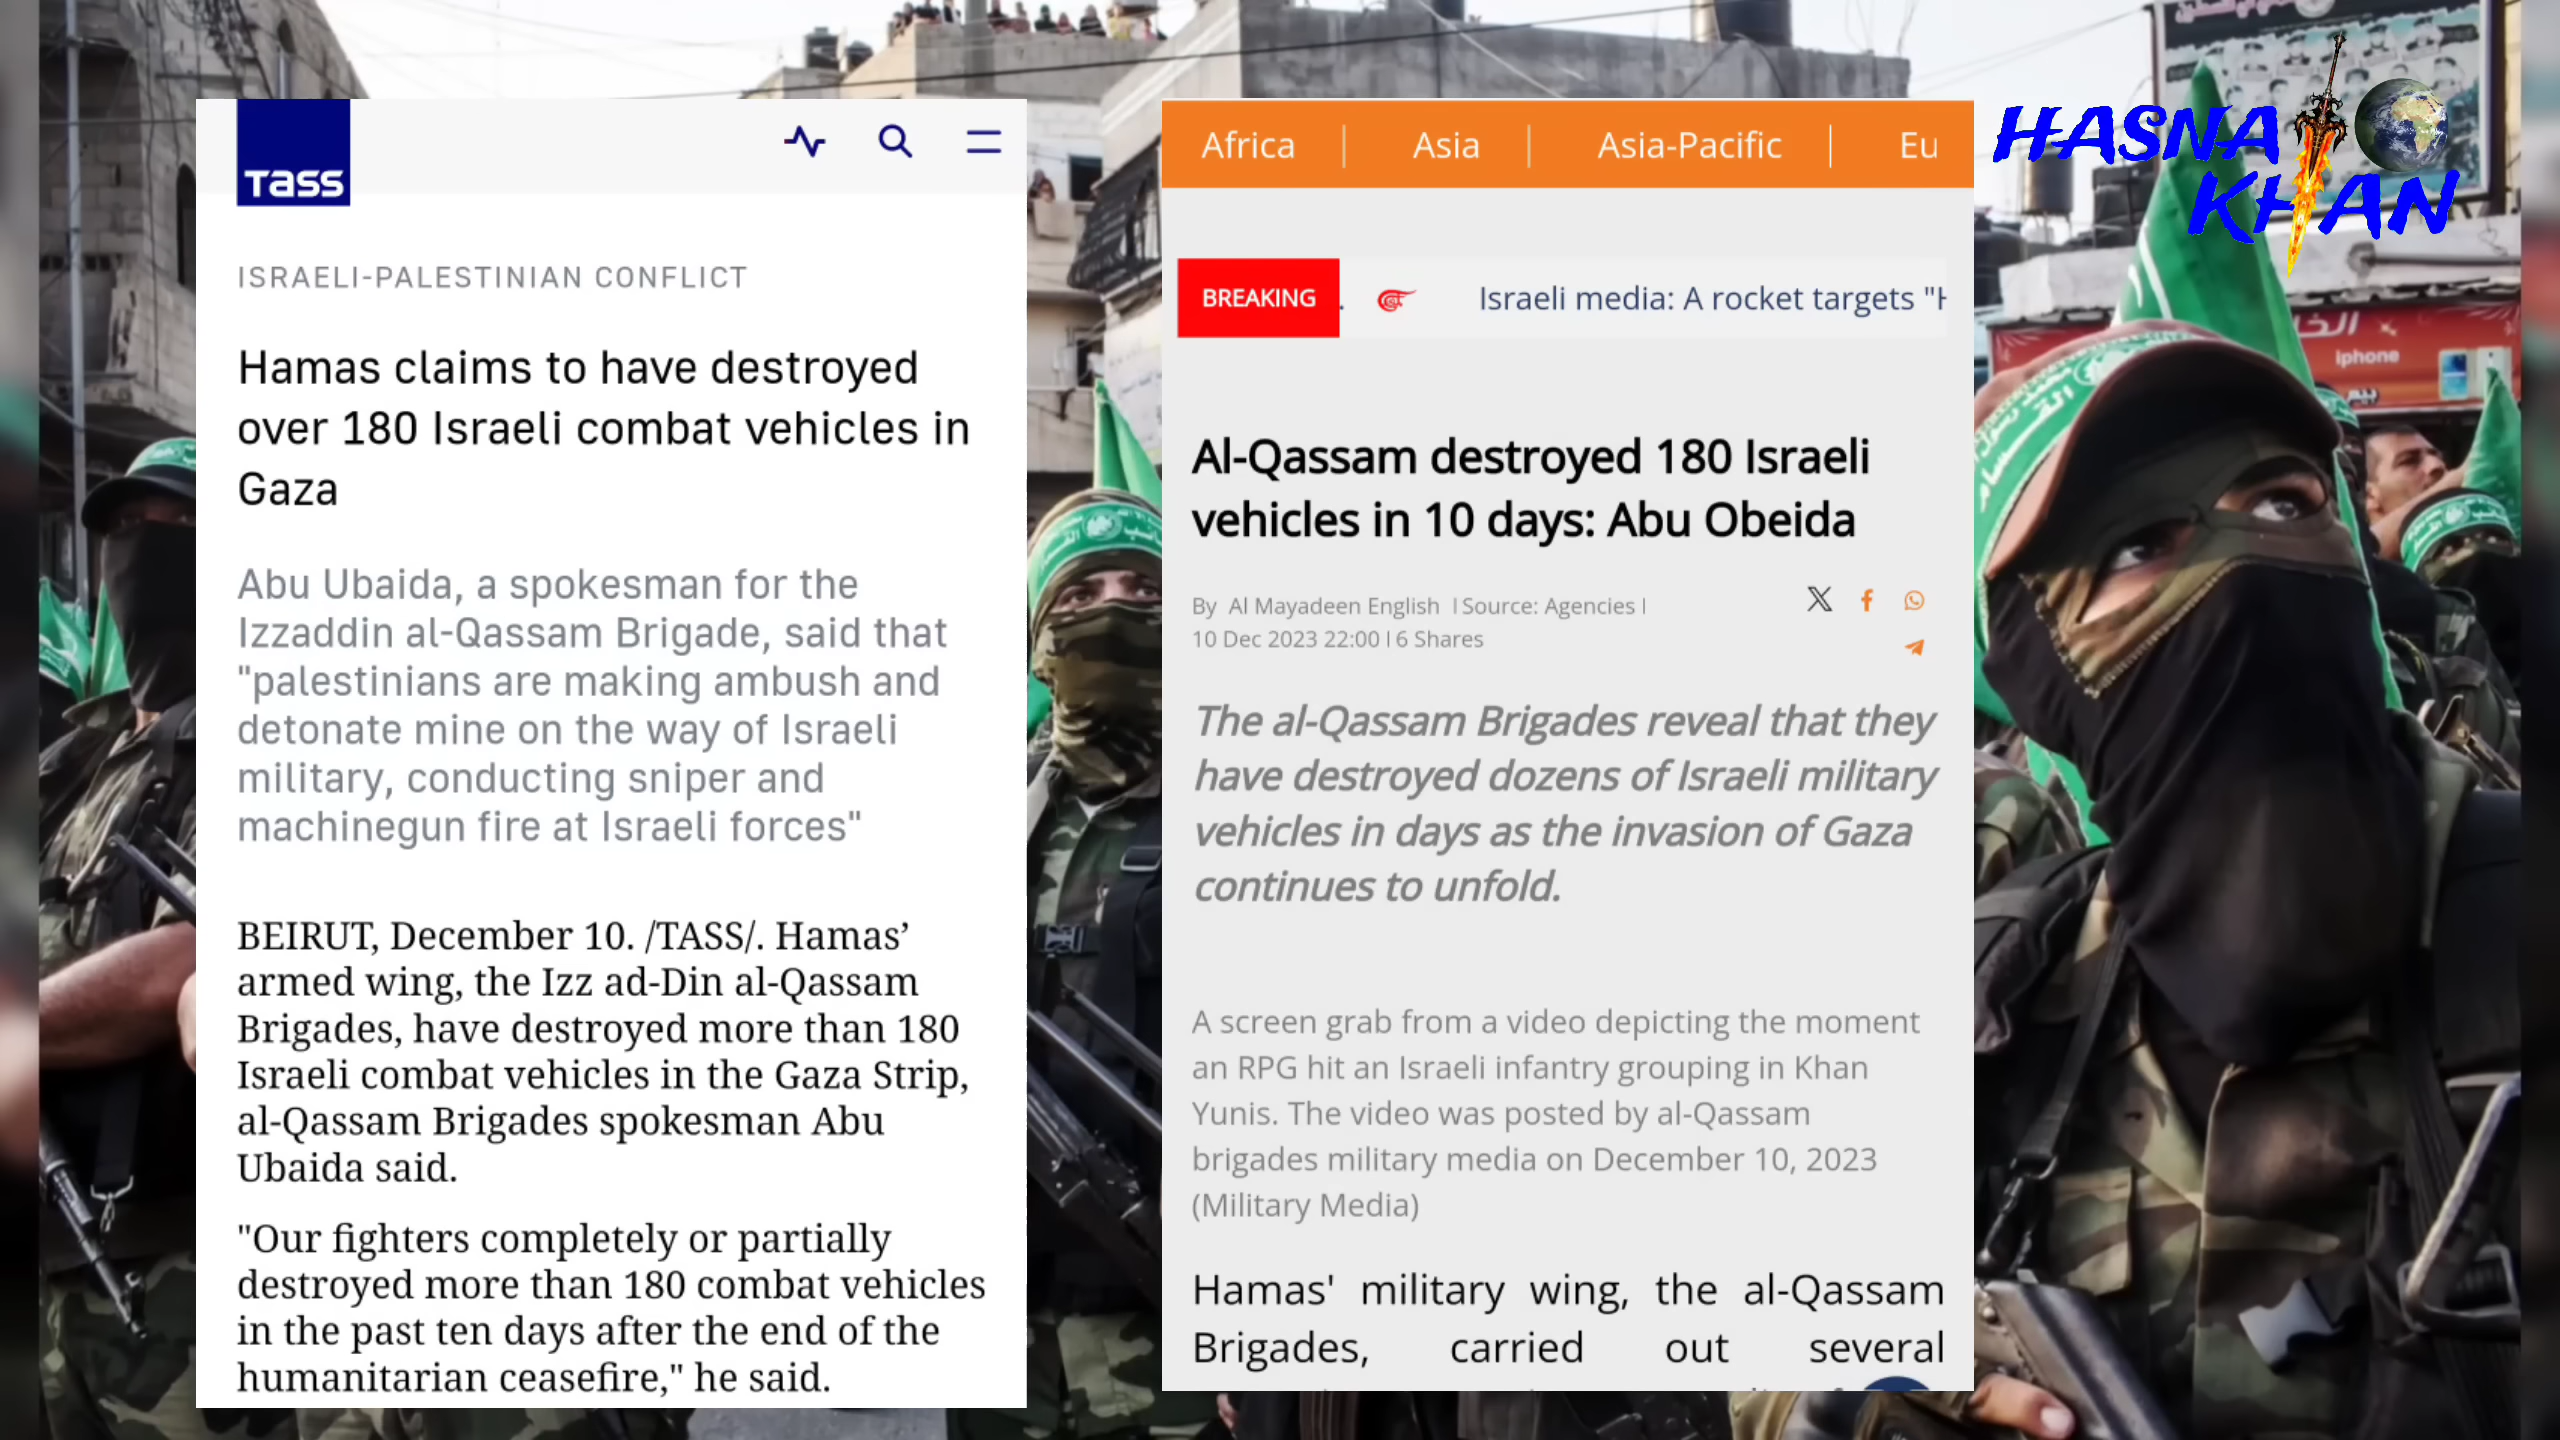 TASS
ISRAELI-PALESTINIAN CONFLICT
Hamas claims to have destroyed
over 180 Israeli combat vehicles in
Gaza
Abu Ubaida, a spokesman for the
Izzaddin al-Qassam Brigade, said that
"palestinians are making ambush and
detonate mine on the way of Israeli
military, conducting sniper and
machinegun fire at Israeli forces"
BEIRUT, December 10. /TASS/. Hamas’
armed wing, the Izz ad-Din al-Qassam
Brigades, have destroyed more than 180
Israeli combat vehicles in the Gaza Strip,
al-Qassam Brigades spokesman Abu
Ubaida said.
"Our fighters completely or partially
destroyed more than 180 combat vehicles
in the past ten days after the end of the
humanitarian ceasefire," he said.
Africa | Asia | Asia-Pacific | Eu
BREAKING . Israeli media: A rocket targets "H
Al-Qassam destroyed 180 Israeli
vehicles in 10 days: Abu Obeida
By Al Mayadeen English | Source: Agencies |
10 Dec 2023 22:00 | 6 Shares
The al-Qassam Brigades reveal that they
have destroyed dozens of Israeli military
vehicles in days as the invasion of Gaza
continues to unfold.
A screen grab from a video depicting the moment
an RPG hit an Israeli infantry grouping in Khan
Yunis. The video was posted by al-Qassam
brigades military media on December 10, 2023
(Military Media)
Hamas' military wing, the al-Qassam
Brigades, carried out several
HASNA
KHAN
iphone